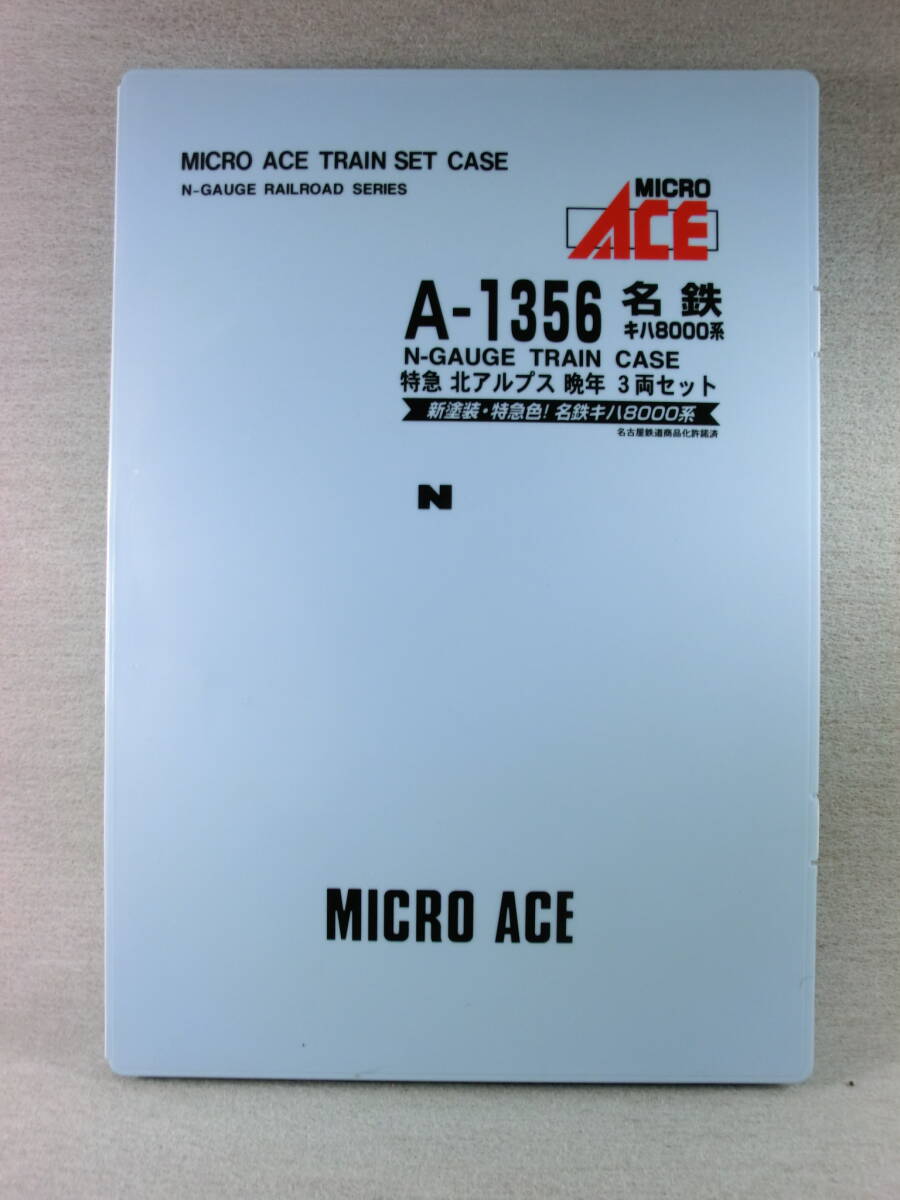 MICRO ACE TRAIN SET CASE
N-GAUGE RAILROAD SERIES
MICRO
ACE
A-1356 名鉄
キハ8000系
N-GAUGE TRAIN CASE
特急 北アルプス 晩年 3両セット
新塗装・特急色! 名鉄キハ8000系
名古屋鉄道商品化許諾済
N
MICRO ACE